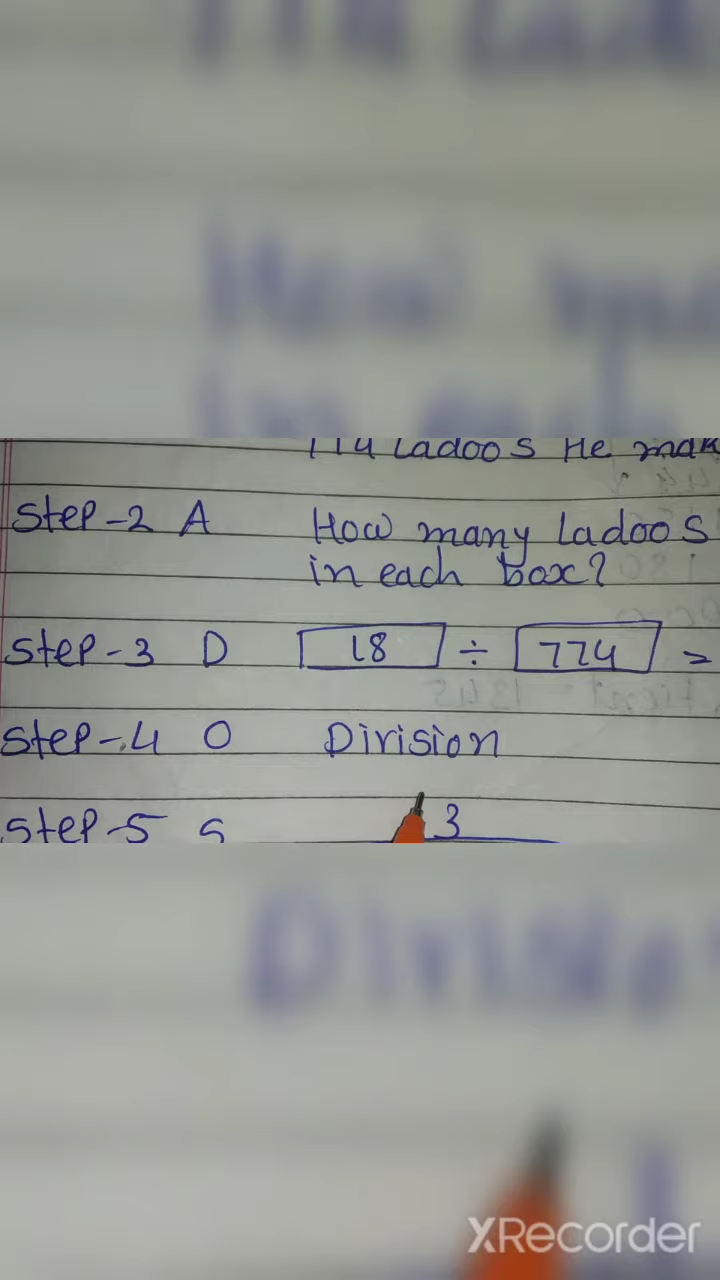 Ladoos He mak
Step-2 A How many Ladoos
in each box?
Step-3 D 18 ÷ 774 =
Step-4 O Division
Step-5 S 3
XRecorder